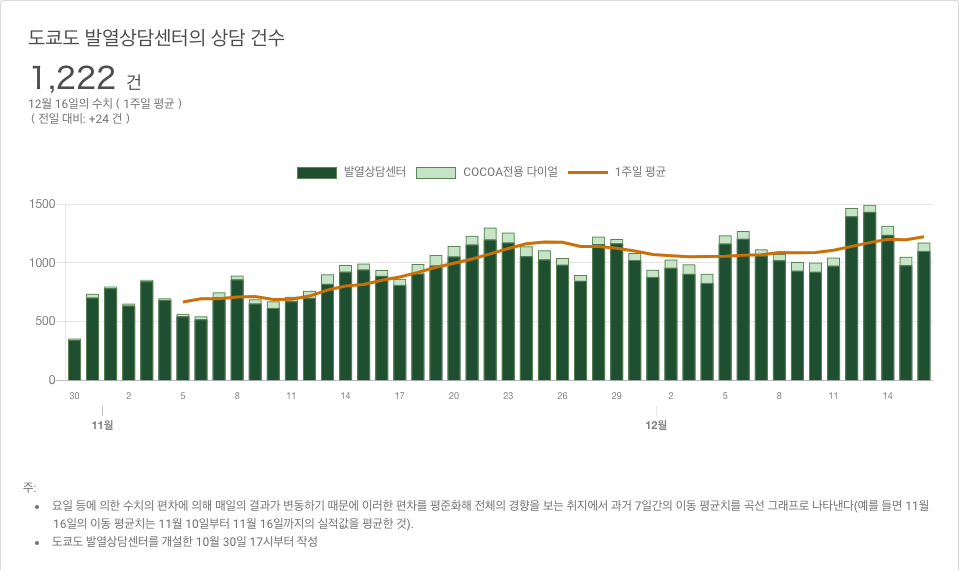 도쿄도 발열상담센터의 상담 건수
1,222 건
12월 16일의 수치 ( 1주일 평균 )
( 전일 대비: +24 건 )
발열상담센터 COCOA전용 다이얼 1주일 평균
1500
1000
500
0
30 2 5 8 11 14 17 20 23 26 29 2 5 8 11 14
11월 12월
주:
• 요일 등에 의한 수치의 편차에 의해 매일의 결과가 변동하기 때문에 이러한 편차를 평준화해 전체의 경향을 보는 취지에서 과거 7일간의 이동 평균치를 곡선 그래프로 나타낸다(예를 들면 11월
16일의 이동 평균치는 11월 10일부터 11월 16일까지의 실적값을 평균한 것).
• 도쿄도 발열상담센터를 개설한 10월 30일 17시부터 작성